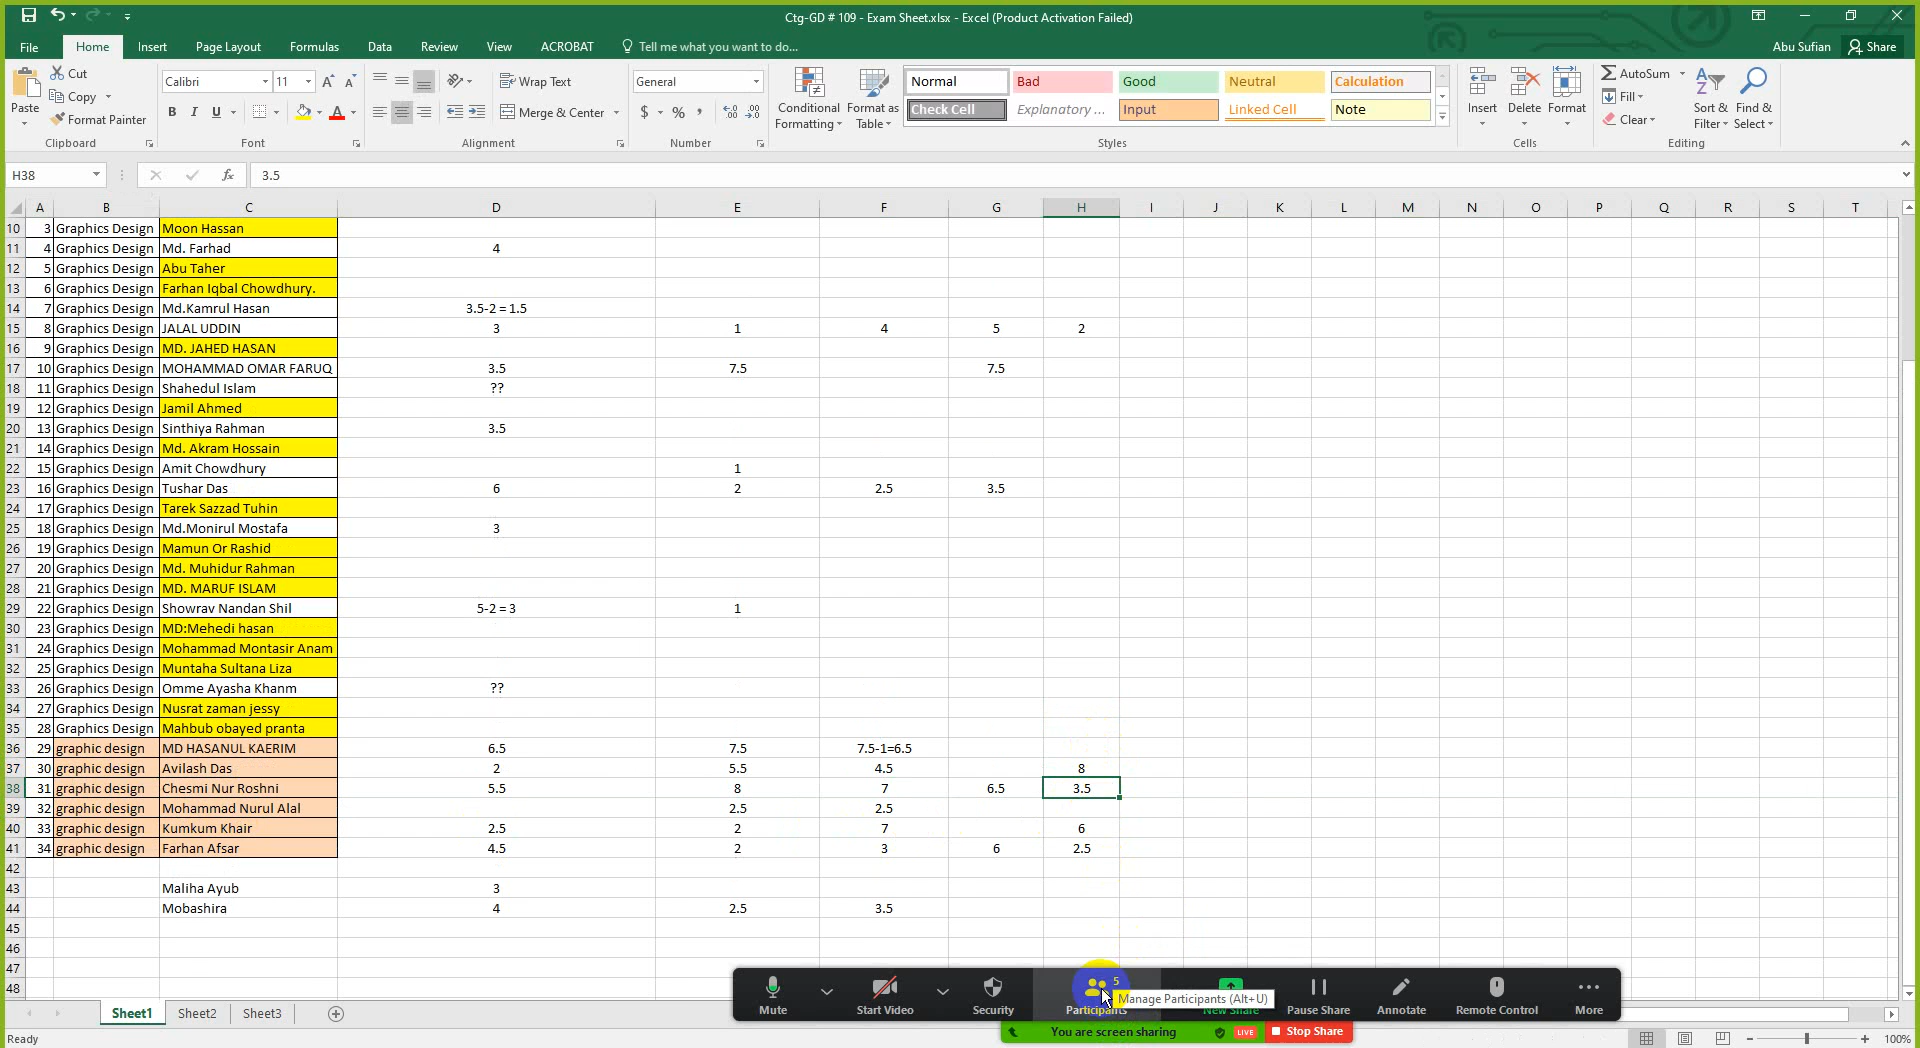 Ctg-GD # 109 - Exam Sheet.xlsx - Excel (Product Activation Failed)
File Home Insert Page Layout Formulas Data Review View ACROBAT Tell me what you want to do... Abu Sufian Share
Paste Cut Copy Format Painter Clipboard
Calibri 11 B I U A Font
Wrap Text Merge & Center Alignment
General $ % Number
Conditional Formatting Format as Table
Normal Bad Good Neutral Calculation
Check Cell Explanatory ... Input Linked Cell Note
Styles
Insert Delete Format Cells
AutoSum Fill Clear Sort & Filter Find & Select Editing
H38 fx 3.5
A B C D E F G H I J K L M N O P Q R S T
10 3 Graphics Design Moon Hassan
11 4 Graphics Design Md. Farhad 4
12 5 Graphics Design Abu Taher
13 6 Graphics Design Farhan Iqbal Chowdhury.
14 7 Graphics Design Md.Kamrul Hasan 3.5-2 = 1.5
15 8 Graphics Design JALAL UDDIN 3 1 4 5 2
16 9 Graphics Design MD. JAHED HASAN
17 10 Graphics Design MOHAMMAD OMAR FARUQ 3.5 7.5 7.5
18 11 Graphics Design Shahedul Islam ??
19 12 Graphics Design Jamil Ahmed
20 13 Graphics Design Sinthiya Rahman 3.5
21 14 Graphics Design Md. Akram Hossain
22 15 Graphics Design Amit Chowdhury 1
23 16 Graphics Design Tushar Das 6 2 2.5 3.5
24 17 Graphics Design Tarek Sazzad Tuhin
25 18 Graphics Design Md.Monirul Mostafa 3
26 19 Graphics Design Mamun Or Rashid
27 20 Graphics Design Md. Muhidur Rahman
28 21 Graphics Design MD. MARUF ISLAM
29 22 Graphics Design Showrav Nandan Shil 5-2 = 3 1
30 23 Graphics Design MD:Mehedi hasan
31 24 Graphics Design Mohammad Montasir Anam
32 25 Graphics Design Muntaha Sultana Liza
33 26 Graphics Design Omme Ayasha Khanm ??
34 27 Graphics Design Nusrat zaman jessy
35 28 Graphics Design Mahbub obayed pranta
36 29 graphic design MD HASANUL KAERIM 6.5 7.5 7.5-1=6.5
37 30 graphic design Avilash Das 2 5.5 4.5 8
38 31 graphic design Chesmi Nur Roshni 5.5 8 7 6.5 3.5
39 32 graphic design Mohammad Nurul Alal 2.5 2.5
40 33 graphic design Kumkum Khair 2.5 2 7 6
41 34 graphic design Farhan Afsar 4.5 2 3 6 2.5
42
43 Maliha Ayub 3
44 Mobashira 4 2.5 3.5
45
46
47
48
Mute Start Video Security Participants 5 New Share Pause Share Annotate Remote Control More
Manage Participants (Alt+U)
You are screen sharing LIVE Stop Share
Sheet1 Sheet2 Sheet3
Ready 100%